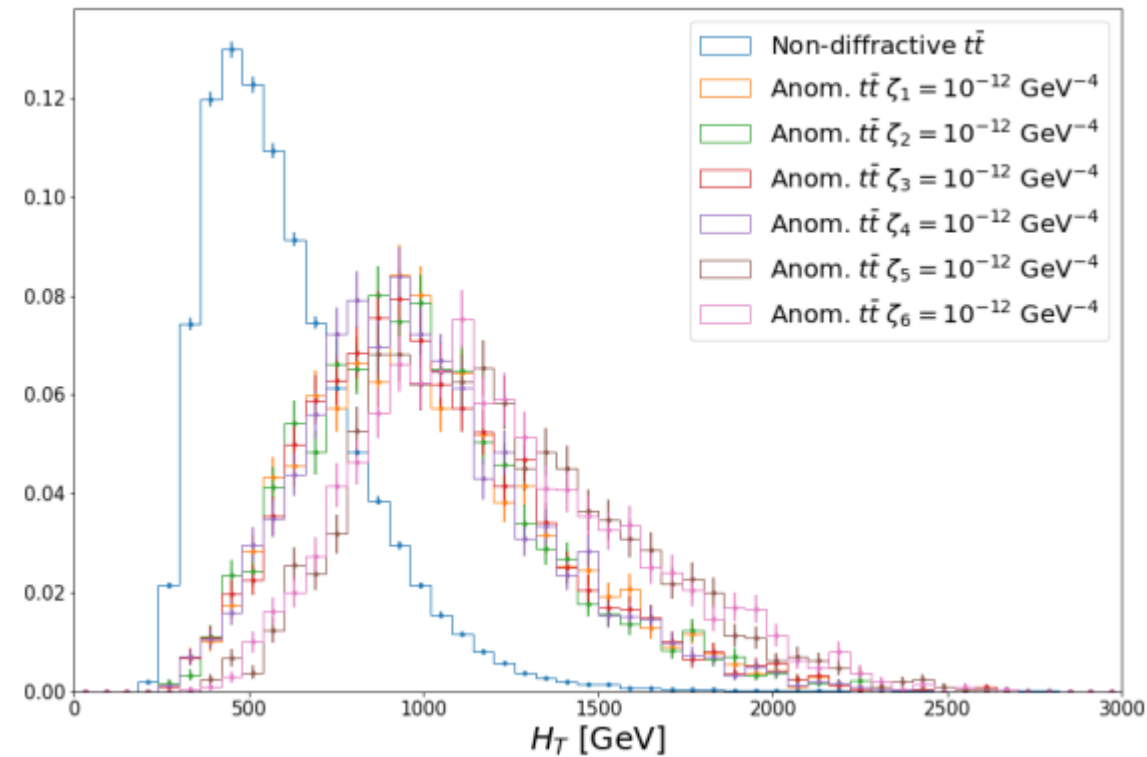 Non-diffractive tt̄
Anom. tt̄ ζ₁ = 10⁻¹² GeV⁻⁴
Anom. tt̄ ζ₂ = 10⁻¹² GeV⁻⁴
Anom. tt̄ ζ₃ = 10⁻¹² GeV⁻⁴
Anom. tt̄ ζ₄ = 10⁻¹² GeV⁻⁴
Anom. tt̄ ζ₅ = 10⁻¹² GeV⁻⁴
Anom. tt̄ ζ₆ = 10⁻¹² GeV⁻⁴
0.12
0.10
0.08
0.06
0.04
0.02
0.00
0 500 1000 1500 2000 2500 3000
H_T [GeV]